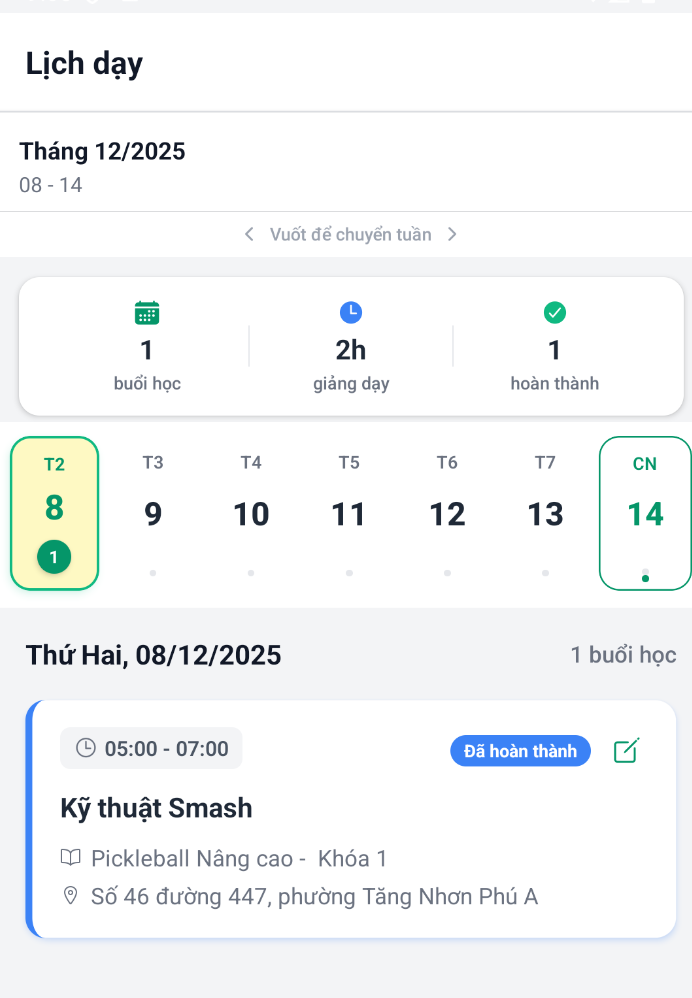 Lịch dạy
Tháng 12/2025
08 - 14
Vuốt để chuyển tuần
1 2h 1
buổi học giảng dạy hoàn thành
T2 T3 T4 T5 T6 T7 CN
8 9 10 11 12 13 14
1
Thứ Hai, 08/12/2025 1 buổi học
05:00 - 07:00 Đã hoàn thành
Kỹ thuật Smash
Pickleball Nâng cao - Khóa 1
Số 46 đường 447, phường Tăng Nhơn Phú A